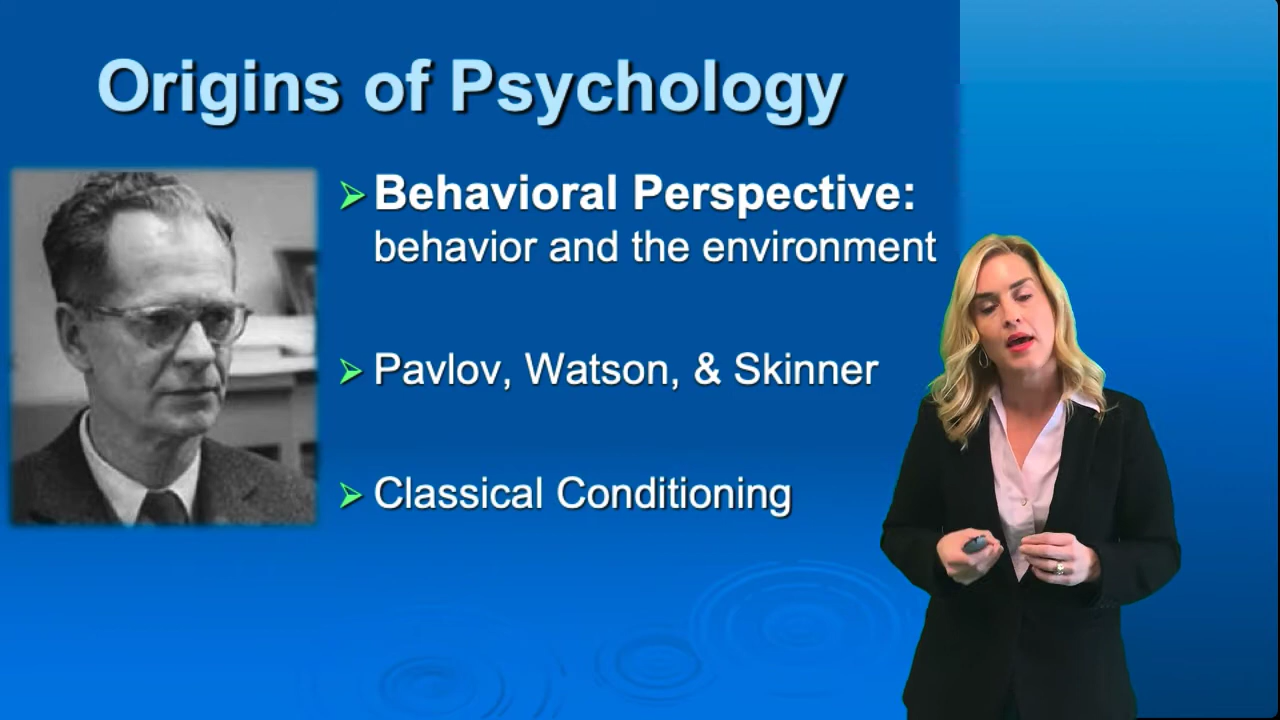 Origins of Psychology
Behavioral Perspective:
behavior and the environment
Pavlov, Watson, & Skinner
Classical Conditioning